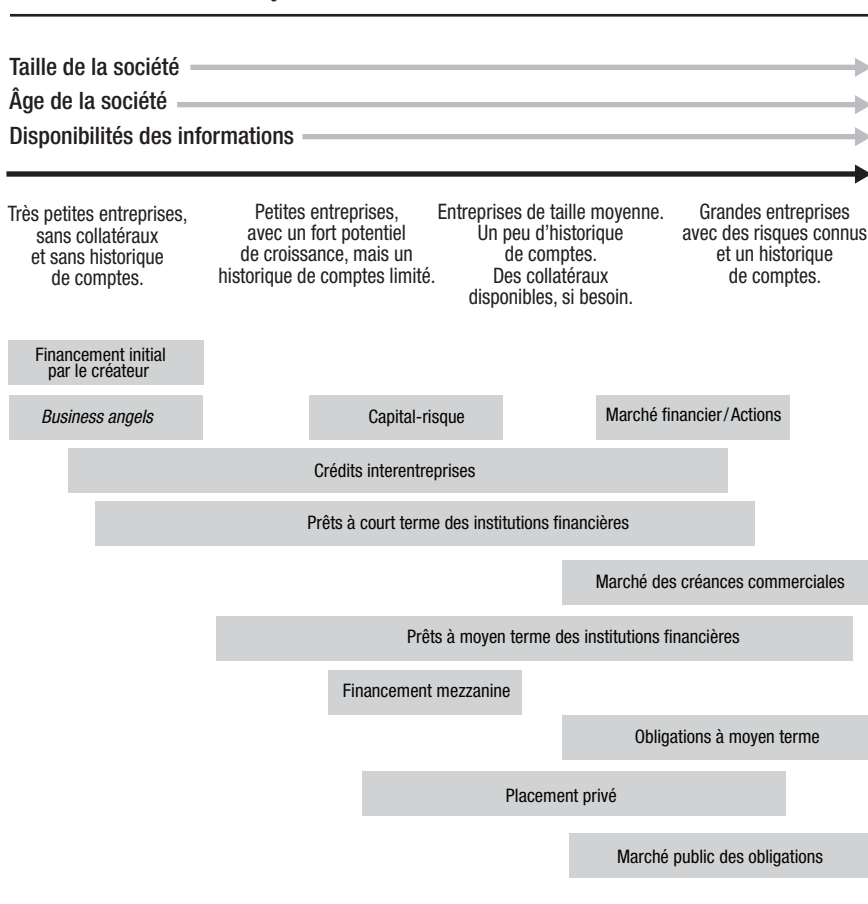 Taille de la société
Âge de la société
Disponibilités des informations
Très petites entreprises,
sans collatéraux
et sans historique
de comptes.
Petites entreprises,
avec un fort potentiel
de croissance, mais un
historique de comptes limité.
Entreprises de taille moyenne.
Un peu d'historique
de comptes.
Des collatéraux
disponibles, si besoin.
Grandes entreprises
avec des risques connus
et un historique
de comptes.
Financement initial
par le créateur
Business angels
Capital-risque
Marché financier/Actions
Crédits interentreprises
Prêts à court terme des institutions financières
Marché des créances commerciales
Prêts à moyen terme des institutions financières
Financement mezzanine
Obligations à moyen terme
Placement privé
Marché public des obligations